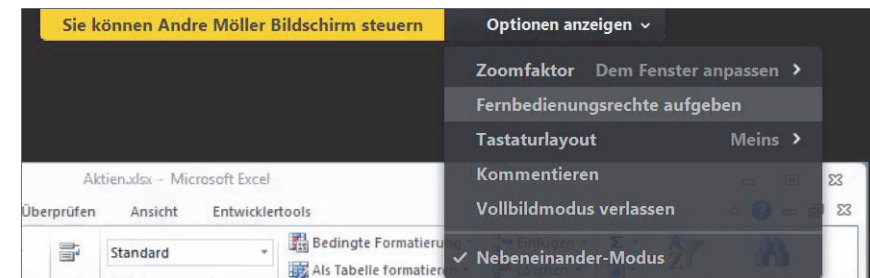 Sie können Andre Möller Bildschirm steuern Optionen anzeigen
Zoomfaktor Dem Fenster anpassen
Fernbedienungsrechte aufgeben
Tastaturlayout Meins
Kommentieren
Aktien.xlsx - Microsoft Excel
Vollbildmodus verlassen
Überprüfen Ansicht Entwicklertools
Standard Bedingte Formatierung Einfügen
Nebeneinander-Modus
Als Tabelle formatieren Löschen